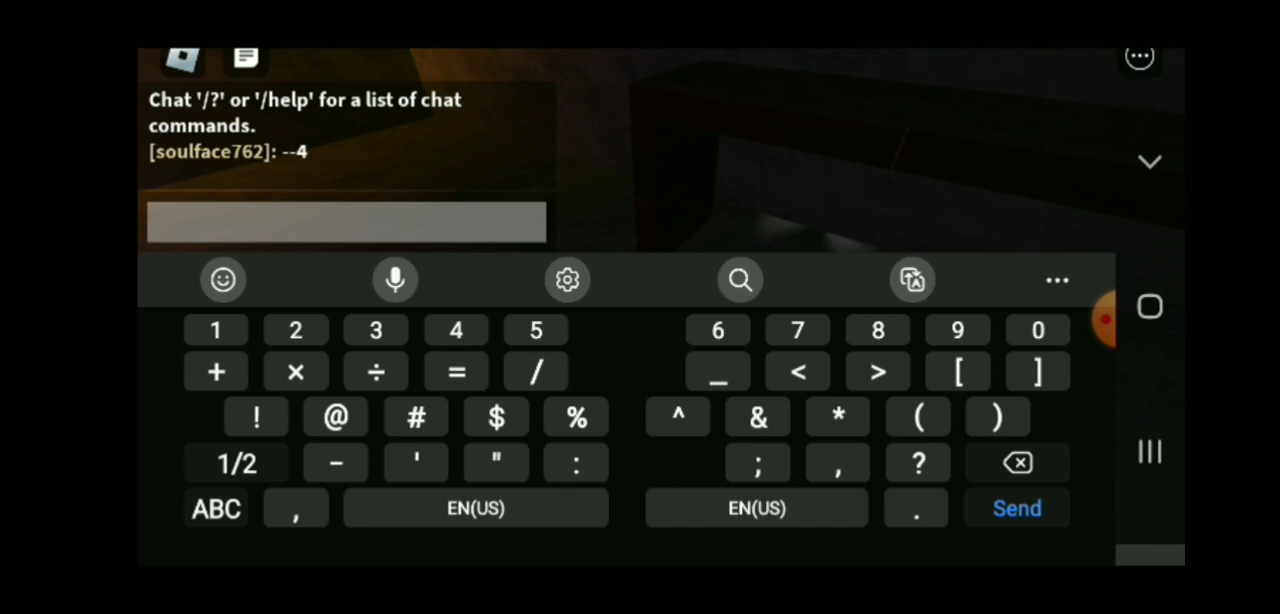 Chat '/?' or '/help' for a list of chat
commands.
[soulface762]: --4
1 2 3 4 5 6 7 8 9 0
+ × ÷ = / _ < > [ ]
! @ # $ % ^ & * ( )
1/2 - ' " : ; , ?
ABC , EN(US) EN(US) . Send